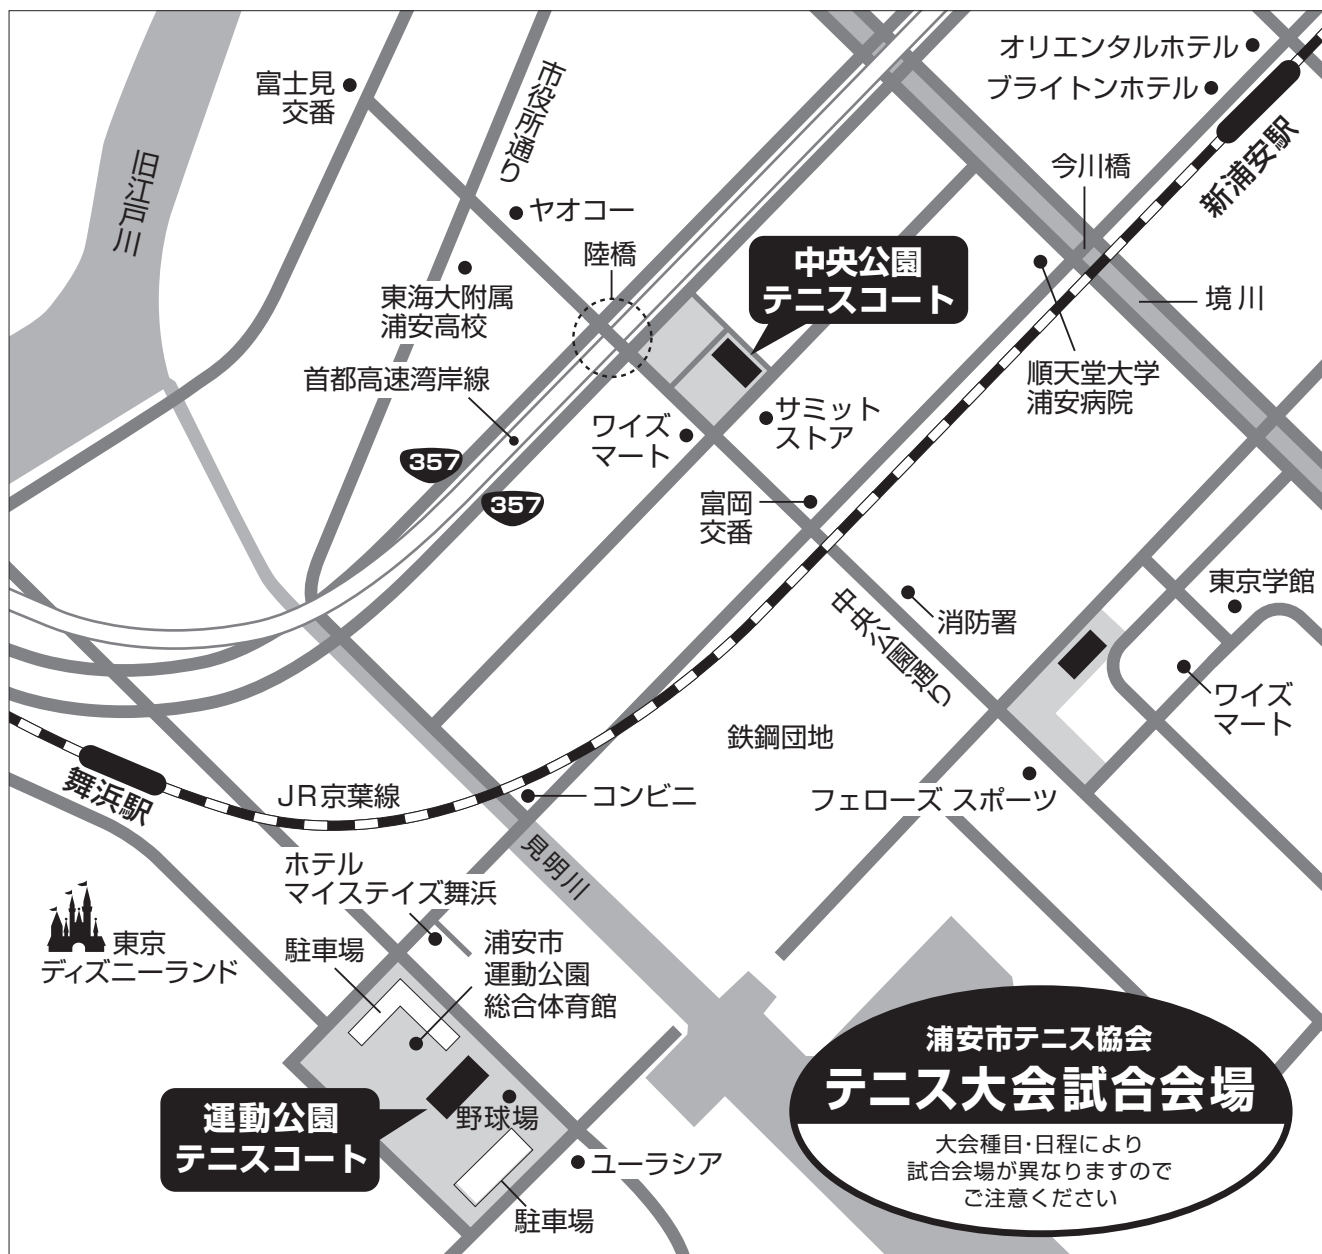 オリエンタルホテル
ブライトンホテル
富士見
交番
市役所通り
新浦安駅
旧江戸川
今川橋
ヤオコー
陸橋
中央公園
テニスコート
東海大附属
浦安高校
境川
首都高速湾岸線
順天堂大学
浦安病院
ワイズ
マート
サミット
ストア
357
357
富岡
交番
東京学館
消防署
中央公園通り
ワイズ
マート
鉄鋼団地
舞浜駅
JR京葉線
コンビニ
フェローズ スポーツ
見明川
ホテル
マイステイズ舞浜
東京
ディズニーランド
駐車場
浦安市
運動公園
総合体育館
運動公園
テニスコート
野球場
ユーラシア
駐車場
浦安市テニス協会
テニス大会試合会場
大会種目・日程により
試合会場が異なりますので
ご注意ください